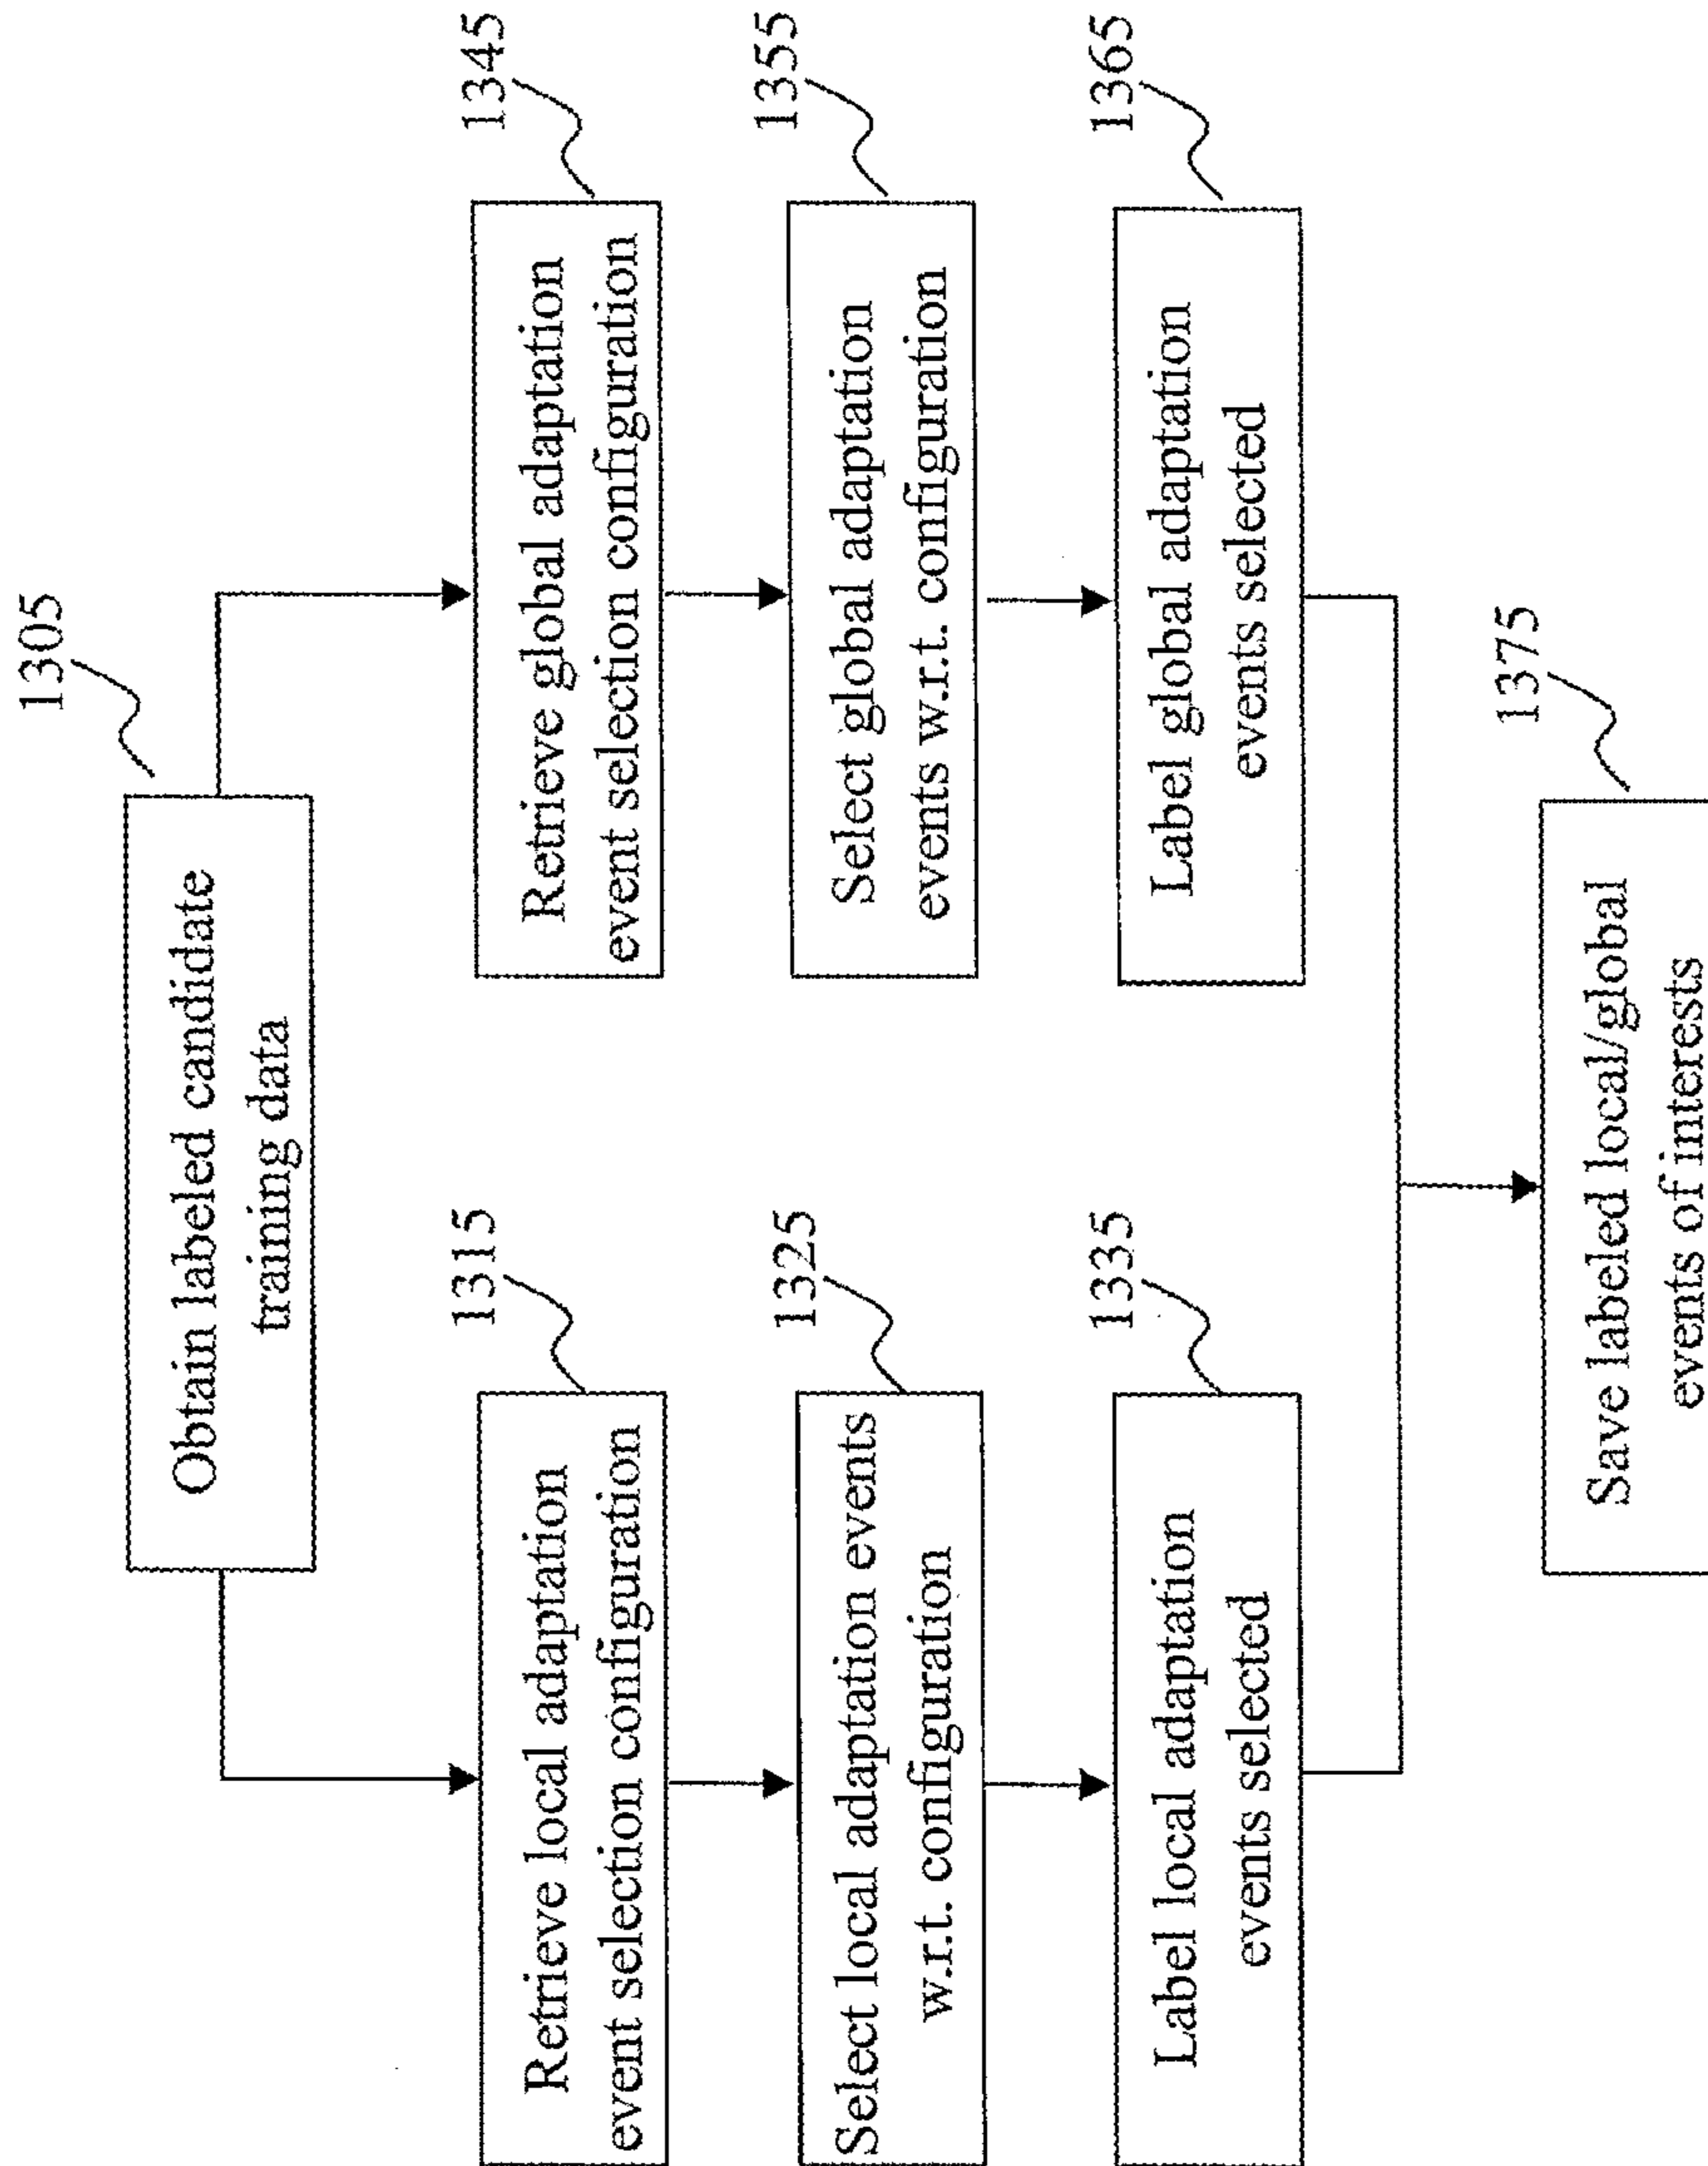 1305
Obtain labeled candidate
training data
1315
Retrieve local adaptation
event selection configuration
1345
Retrieve global adaptation
event selection configuration
1325
Select local adaptation events
w.r.t. configuration
1355
Select global adaptation
events w.r.t. configuration
1335
Label local adaptation
events selected
1365
Label global adaptation
events selected
1375
Save labeled local/global
events of interests